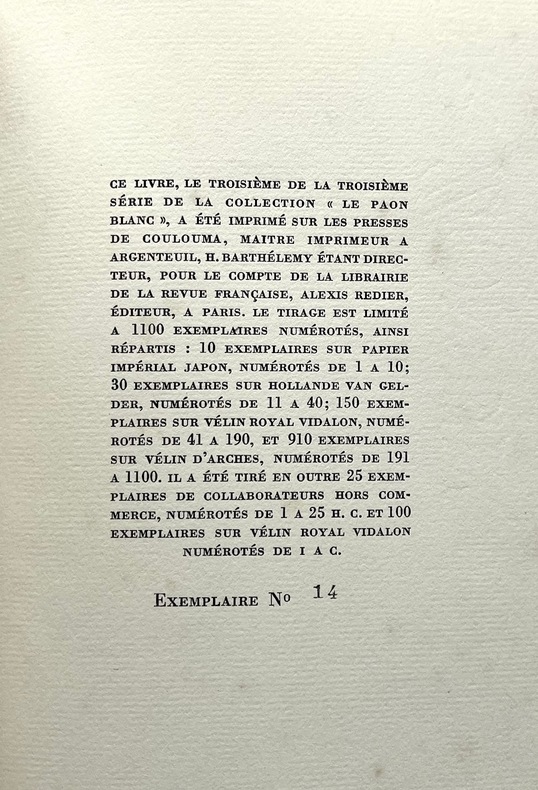 CE LIVRE, LE TROISIÈME DE LA TROISIÈME
SÉRIE DE LA COLLECTION « LE PAON
BLANC », A ÉTÉ IMPRIMÉ SUR LES PRESSES
DE COULOUMA, MAITRE IMPRIMEUR A
ARGENTEUIL, H. BARTHÉLEMY ÉTANT DIREC-
TEUR, POUR LE COMPTE DE LA LIBRAIRIE
DE LA REVUE FRANÇAISE, ALEXIS REDIER,
ÉDITEUR, A PARIS. LE TIRAGE EST LIMITÉ
A 1100 EXEMPLAIRES NUMÉROTÉS, AINSI
RÉPARTIS : 10 EXEMPLAIRES SUR PAPIER
IMPÉRIAL JAPON, NUMÉROTÉS DE 1 A 10;
30 EXEMPLAIRES SUR HOLLANDE VAN GEL-
DER, NUMÉROTÉS DE 11 A 40; 150 EXEM-
PLAIRES SUR VÉLIN ROYAL VIDALON, NUMÉ-
ROTÉS DE 41 A 190, ET 910 EXEMPLAIRES
SUR VÉLIN D'ARCHES, NUMÉROTÉS DE 191
A 1100. IL A ÉTÉ TIRÉ EN OUTRE 25 EXEM-
PLAIRES DE COLLABORATEURS HORS COM-
MERCE, NUMÉROTÉS DE 1 A 25 H. C. ET 100
EXEMPLAIRES SUR VÉLIN ROYAL VIDALON
NUMÉROTÉS DE I A C.
EXEMPLAIRE Nº 14